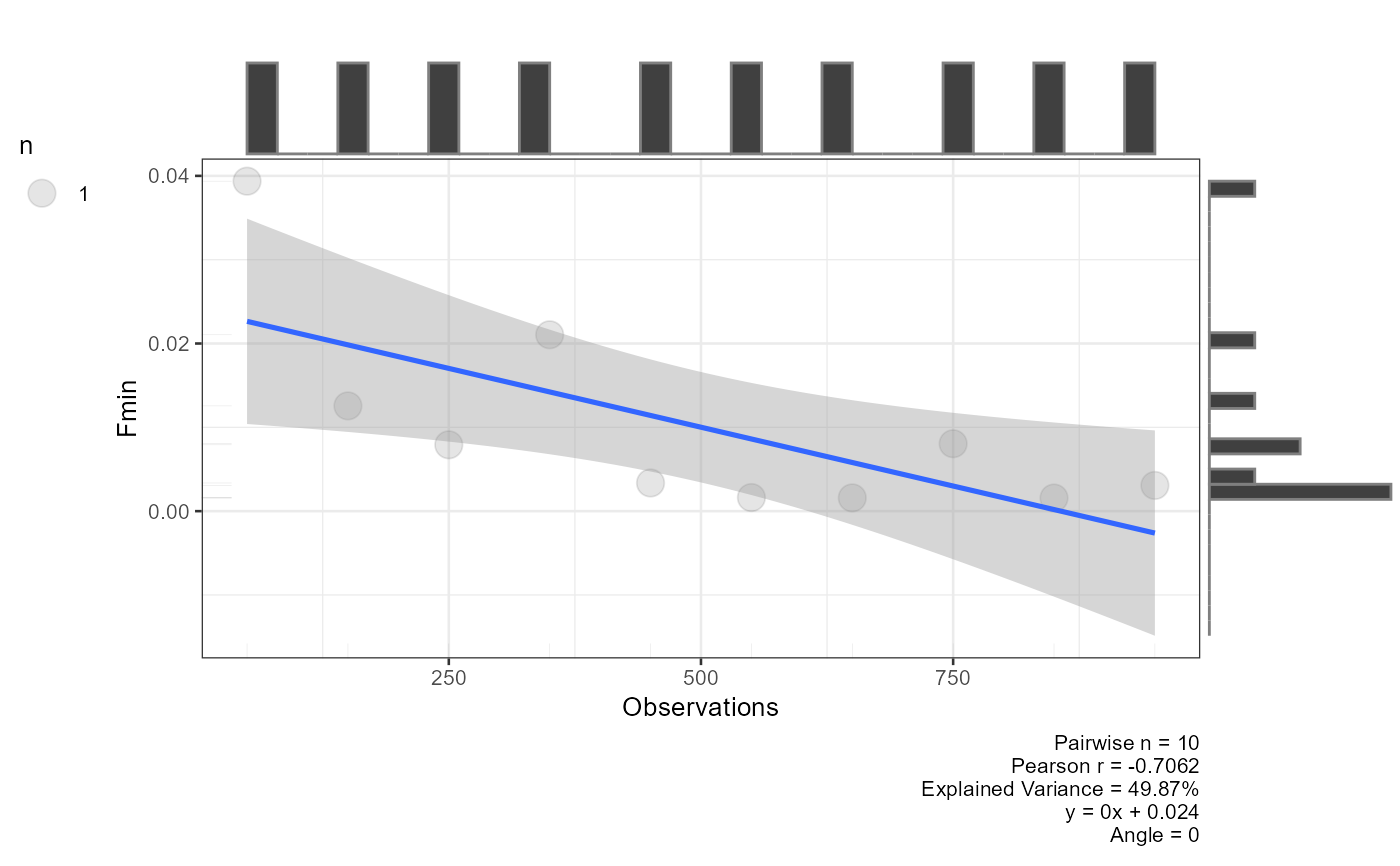 n
1
0.04
0.02
0.00
Fmin
250 500 750
Observations
Pairwise n = 10
Pearson r = -0.7062
Explained Variance = 49.87%
y = 0x + 0.024
Angle = 0